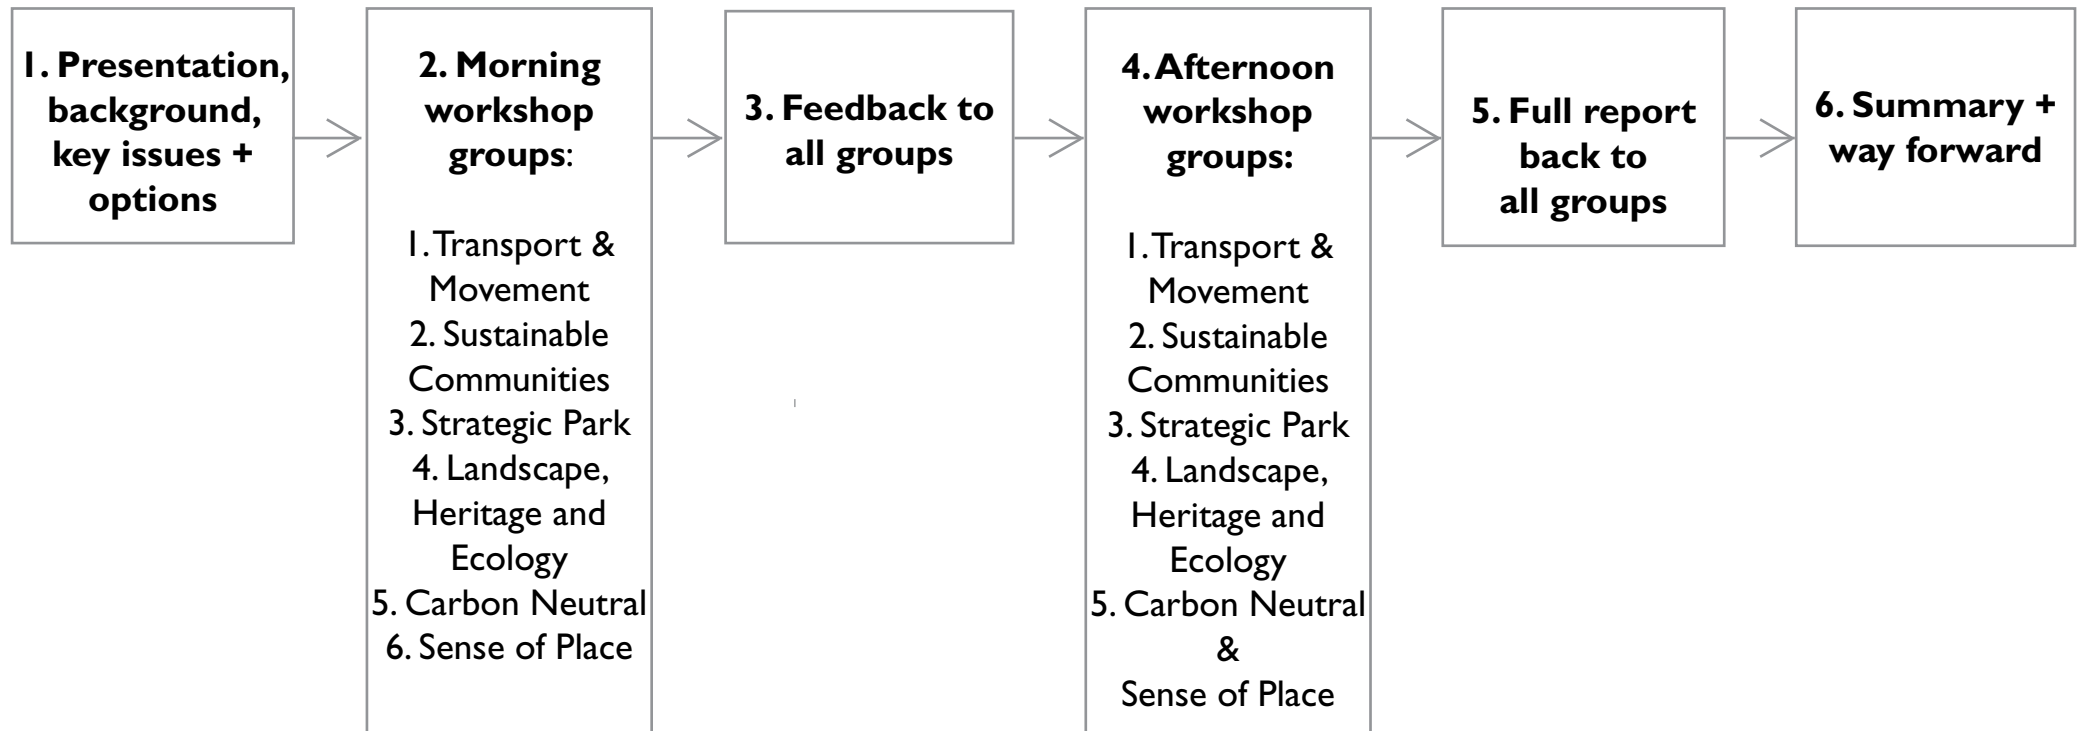 1. Presentation,
background,
key issues +
options
2. Morning
workshop
groups:
1. Transport &
Movement
2. Sustainable
Communities
3. Strategic Park
4. Landscape,
Heritage and
Ecology
5. Carbon Neutral
6. Sense of Place
3. Feedback to
all groups
4. Afternoon
workshop
groups:
1. Transport &
Movement
2. Sustainable
Communities
3. Strategic Park
4. Landscape,
Heritage and
Ecology
5. Carbon Neutral
&
Sense of Place
5. Full report
back to
all groups
6. Summary +
way forward